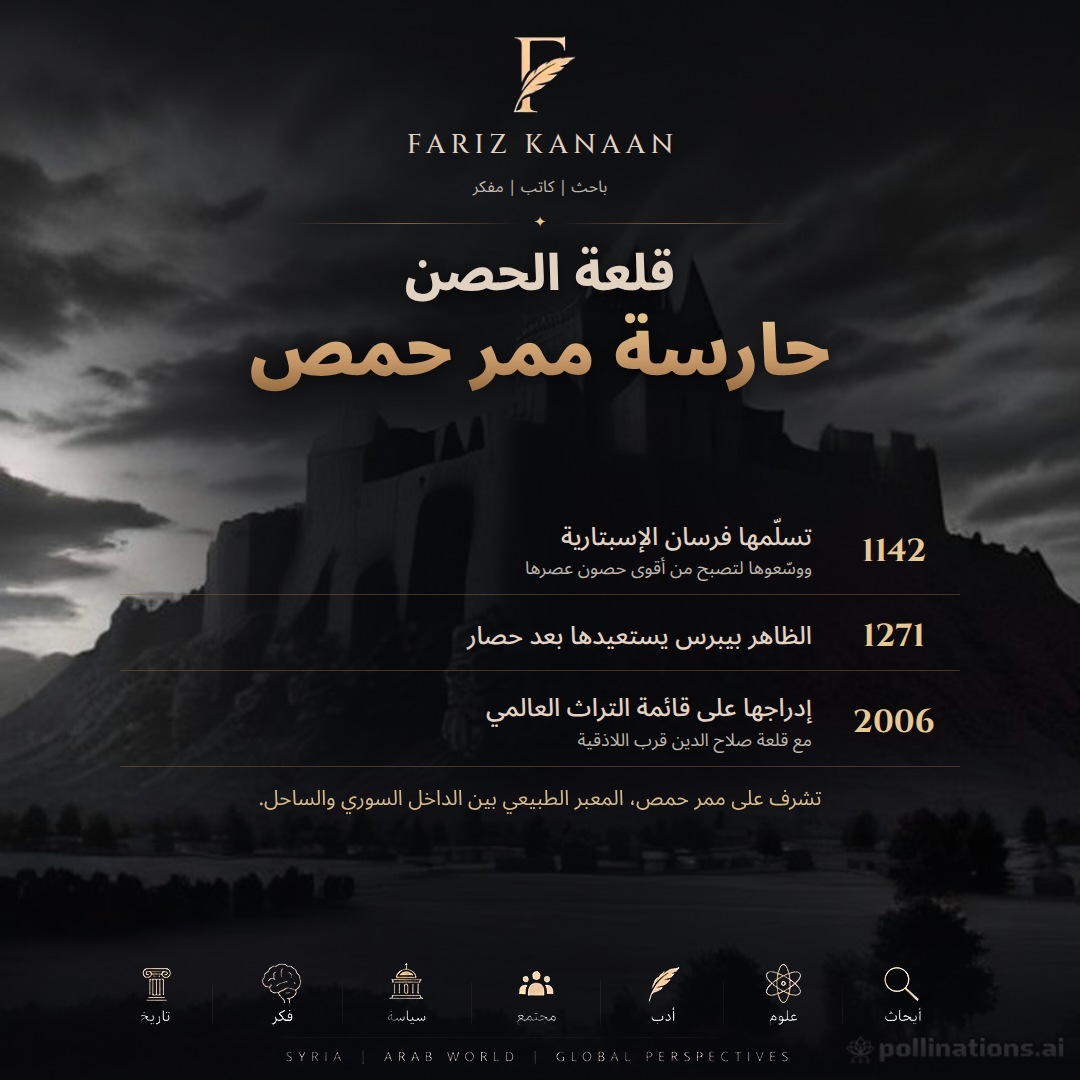 FARIZ KANAAN
باحث | كاتب | مفكر
قلعة الحصن
حارسة ممر حمص
1142
تسلّمها فرسان الإسبتارية
ووسّعوها لتصبح من أقوى حصون عصرها
1271
الظاهر بيبرس يستعيدها بعد حصار
2006
إدراجها على قائمة التراث العالمي
مع قلعة صلاح الدين قرب اللاذقية
تشرف على ممر حمص، المعبر الطبيعي بين الداخل السوري والساحل.
أبحاث علوم أدب مجتمع سياسة فكر تاريخ
SYRIA | ARAB WORLD | GLOBAL PERSPECTIVES
pollinations.ai